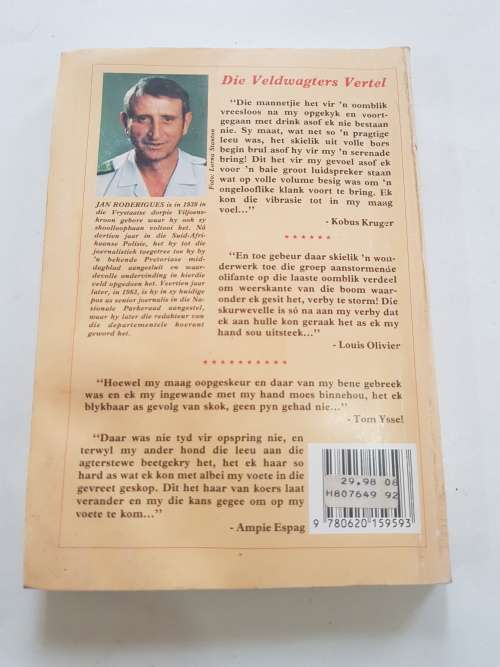 Die Veldwagters Vertel
"Die mannetjie het vir 'n oomblik
vreesloos na my opgekyk en voort-
gegaan met drink asof ek nie bestaan
nie. Sy maat, wat net so 'n pragtige
leeu was, het skielik uit volle bors
begin brul asof hy vir my 'n serenade
bring! Dit het vir my gevoel asof ek
voor 'n baie groot luidspreker staan
wat op volle volume besig was om 'n
ongelooflike klank voort te bring. Ek
kon die vibrasie tot in my maag
voel..."
- Kobus Kruger
******
"En toe gebeur daar skielik 'n won-
derwerk toe die groep aanstormende
olifante op die laaste oomblik verdeel
om weerskante van die boom waar-
onder ek gesit het, verby te storm! Die
skurwevelle is só na aan my verby dat
ek aan hulle kon geraak het as ek my
hand sou uitsteek..."
- Louis Olivier
**********
"Hoewel my maag oopgeskeur en daar van my bene gebreek
was en ek my ingewande met my hand moes binnehou, het ek
blykbaar as gevolg van skok, geen pyn gehad nie..."
- Tom Yssel
"Daar was nie tyd vir opspring nie, en
terwyl my ander hond die leeu aan die
agterstewe beetgekry het, het ek haar so
hard as wat ek kon met albei my voete in die
gevreet geskop. Dit het haar van koers laat
verander en my die kans gegee om op my
voete te kom..."
- Ampie Espag
Foto: Lorna Stanton
JAN RODERIGUES is in 1939 in
die Vrystaatse dorpie Viljoens-
kroon gebore waar hy ook sy
skoolloopbaan voltooi het. Ná
dertien jaar in die Suid-Afri-
kaanse Polisie, het hy tot die
joernalistiek toegetree toe hy by
'n bekende Pretoriase mid-
dagblad aangesluit en waar-
devolle ondervinding in hierdie
veld opgedoen het. Veertien jaar
later, in 1983, is hy in sy huidige
pos as senior joernalis in die Na-
sionale Parkeraad aangestel,
waar hy later die redakteur van
die departementele koerant
geword het.
29.98 08
H807649 92
9 780620 159593